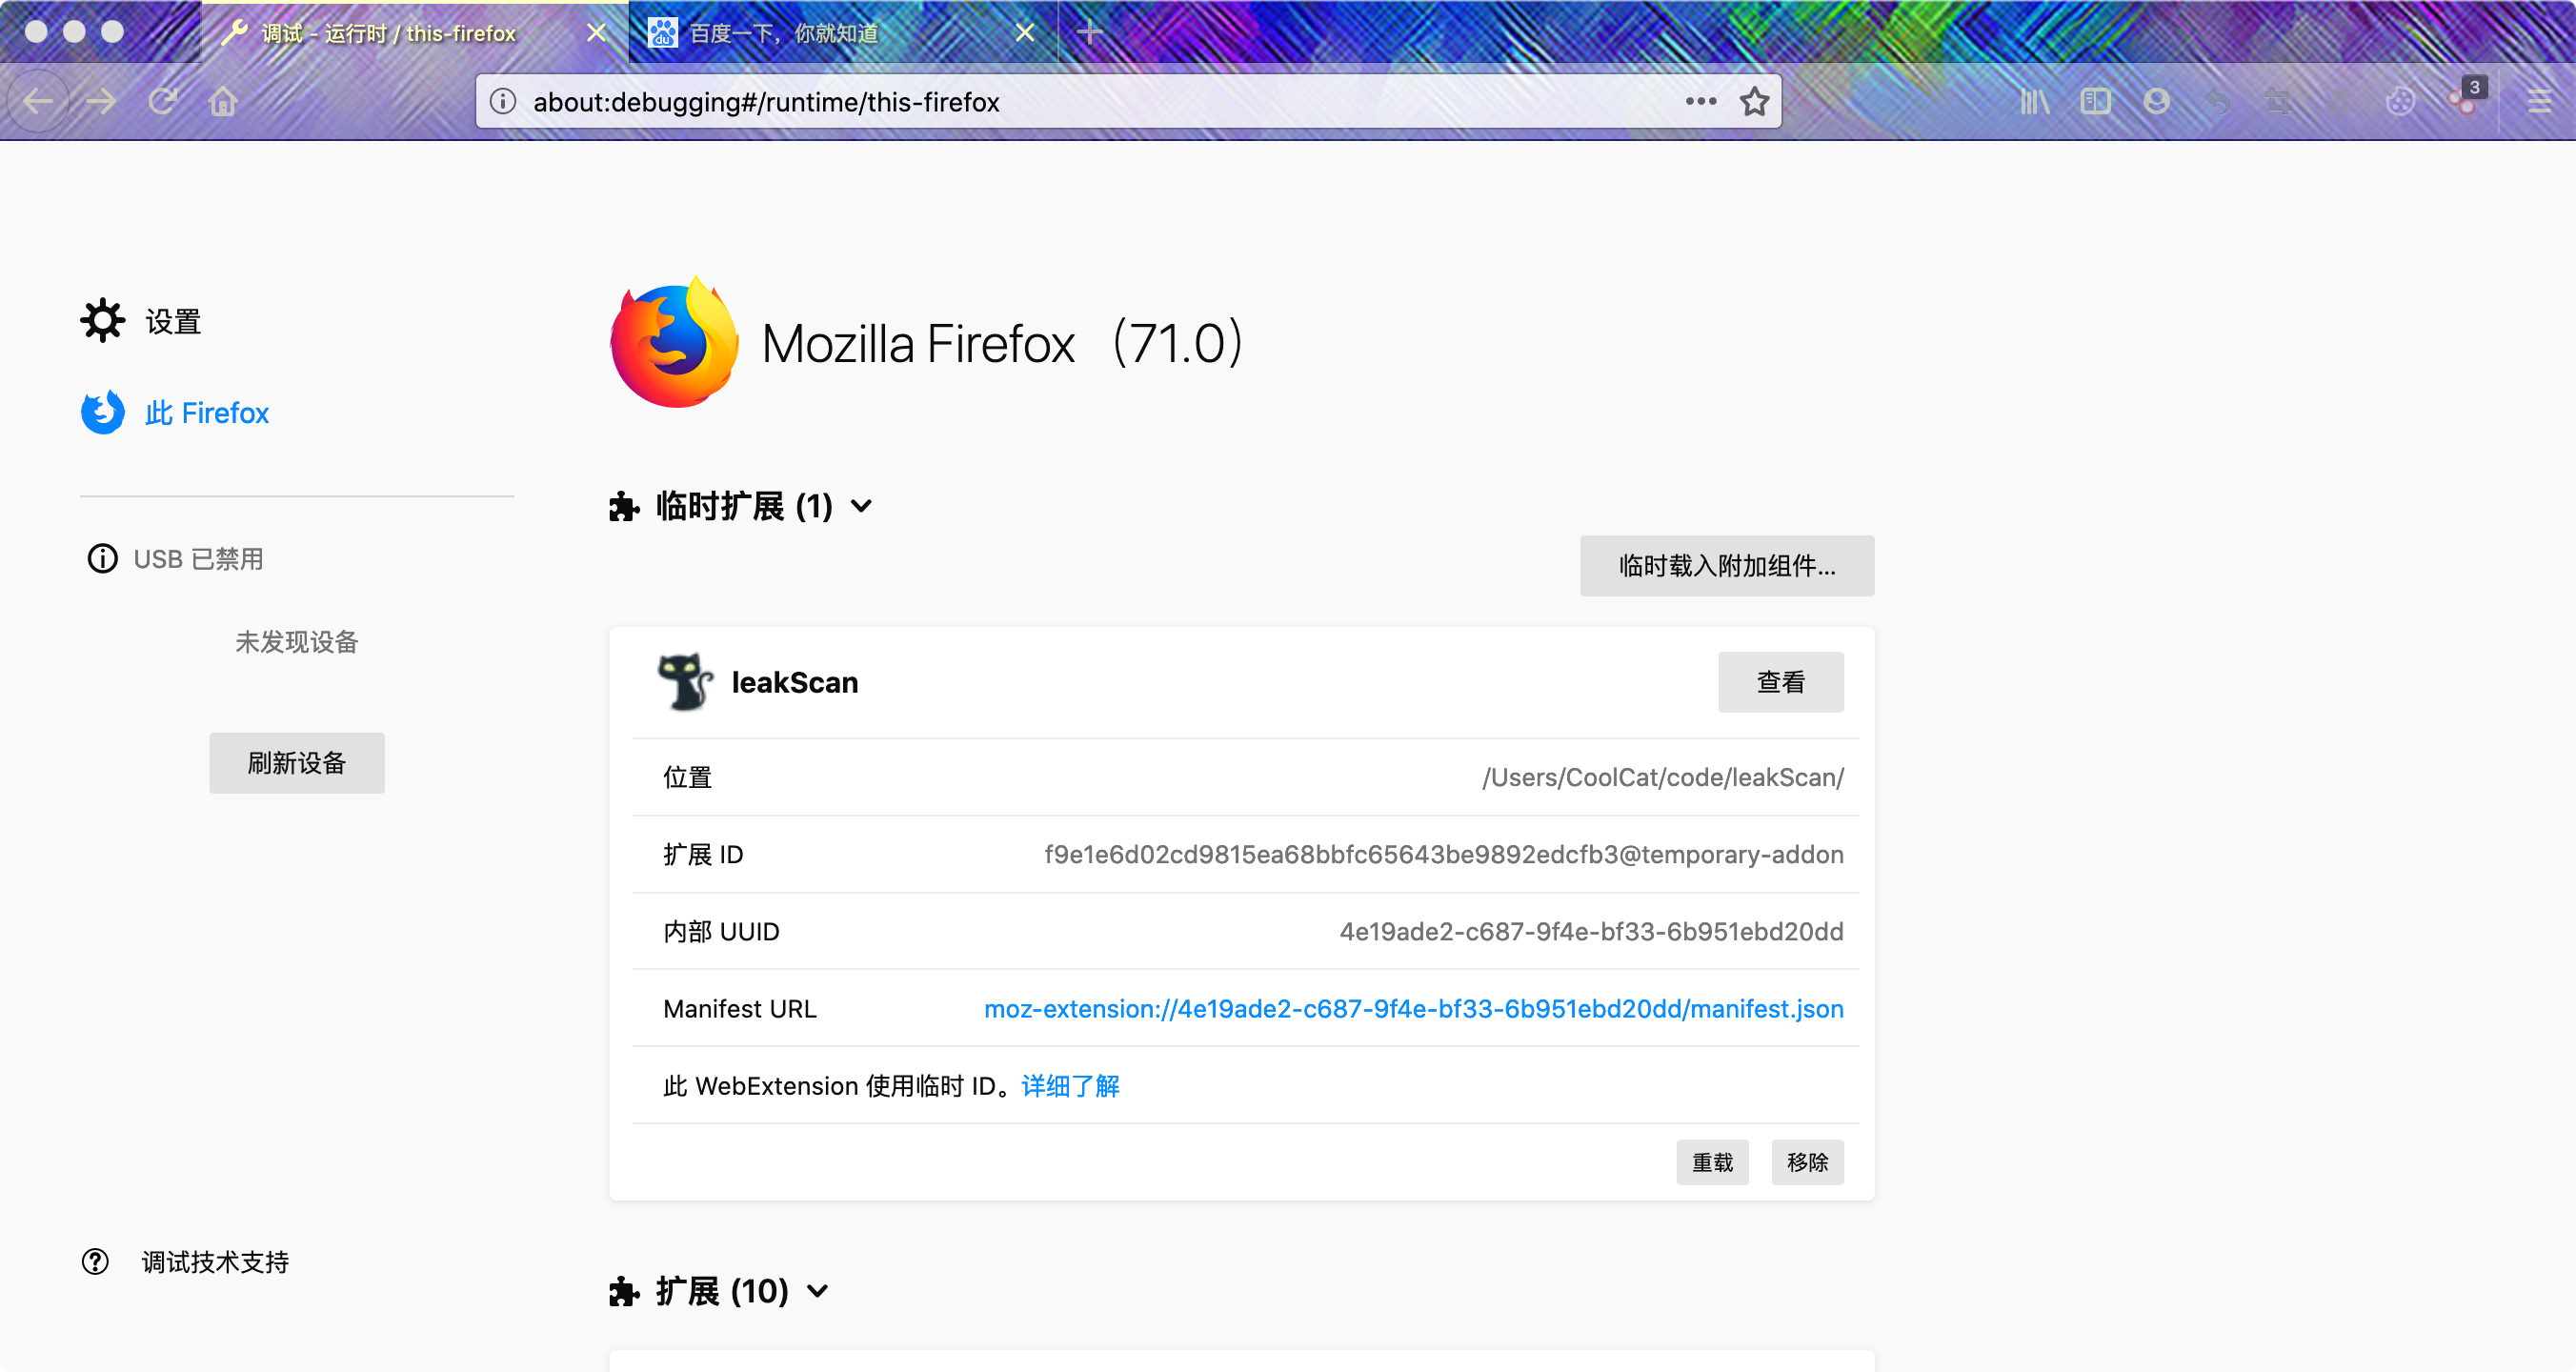 调试 - 运行时 / this-firefox
百度一下，你就知道
about:debugging#/runtime/this-firefox
3
设置
此 Firefox
USB 已禁用
未发现设备
刷新设备
调试技术支持
Mozilla Firefox （71.0）
临时扩展 (1)
临时载入附加组件...
leakScan
查看
位置
/Users/CoolCat/code/leakScan/
扩展 ID
f9e1e6d02cd9815ea68bbfc65643be9892edcfb3@temporary-addon
内部 UUID
4e19ade2-c687-9f4e-bf33-6b951ebd20dd
Manifest URL
moz-extension://4e19ade2-c687-9f4e-bf33-6b951ebd20dd/manifest.json
此 WebExtension 使用临时 ID。详细了解
重载
移除
扩展 (10)